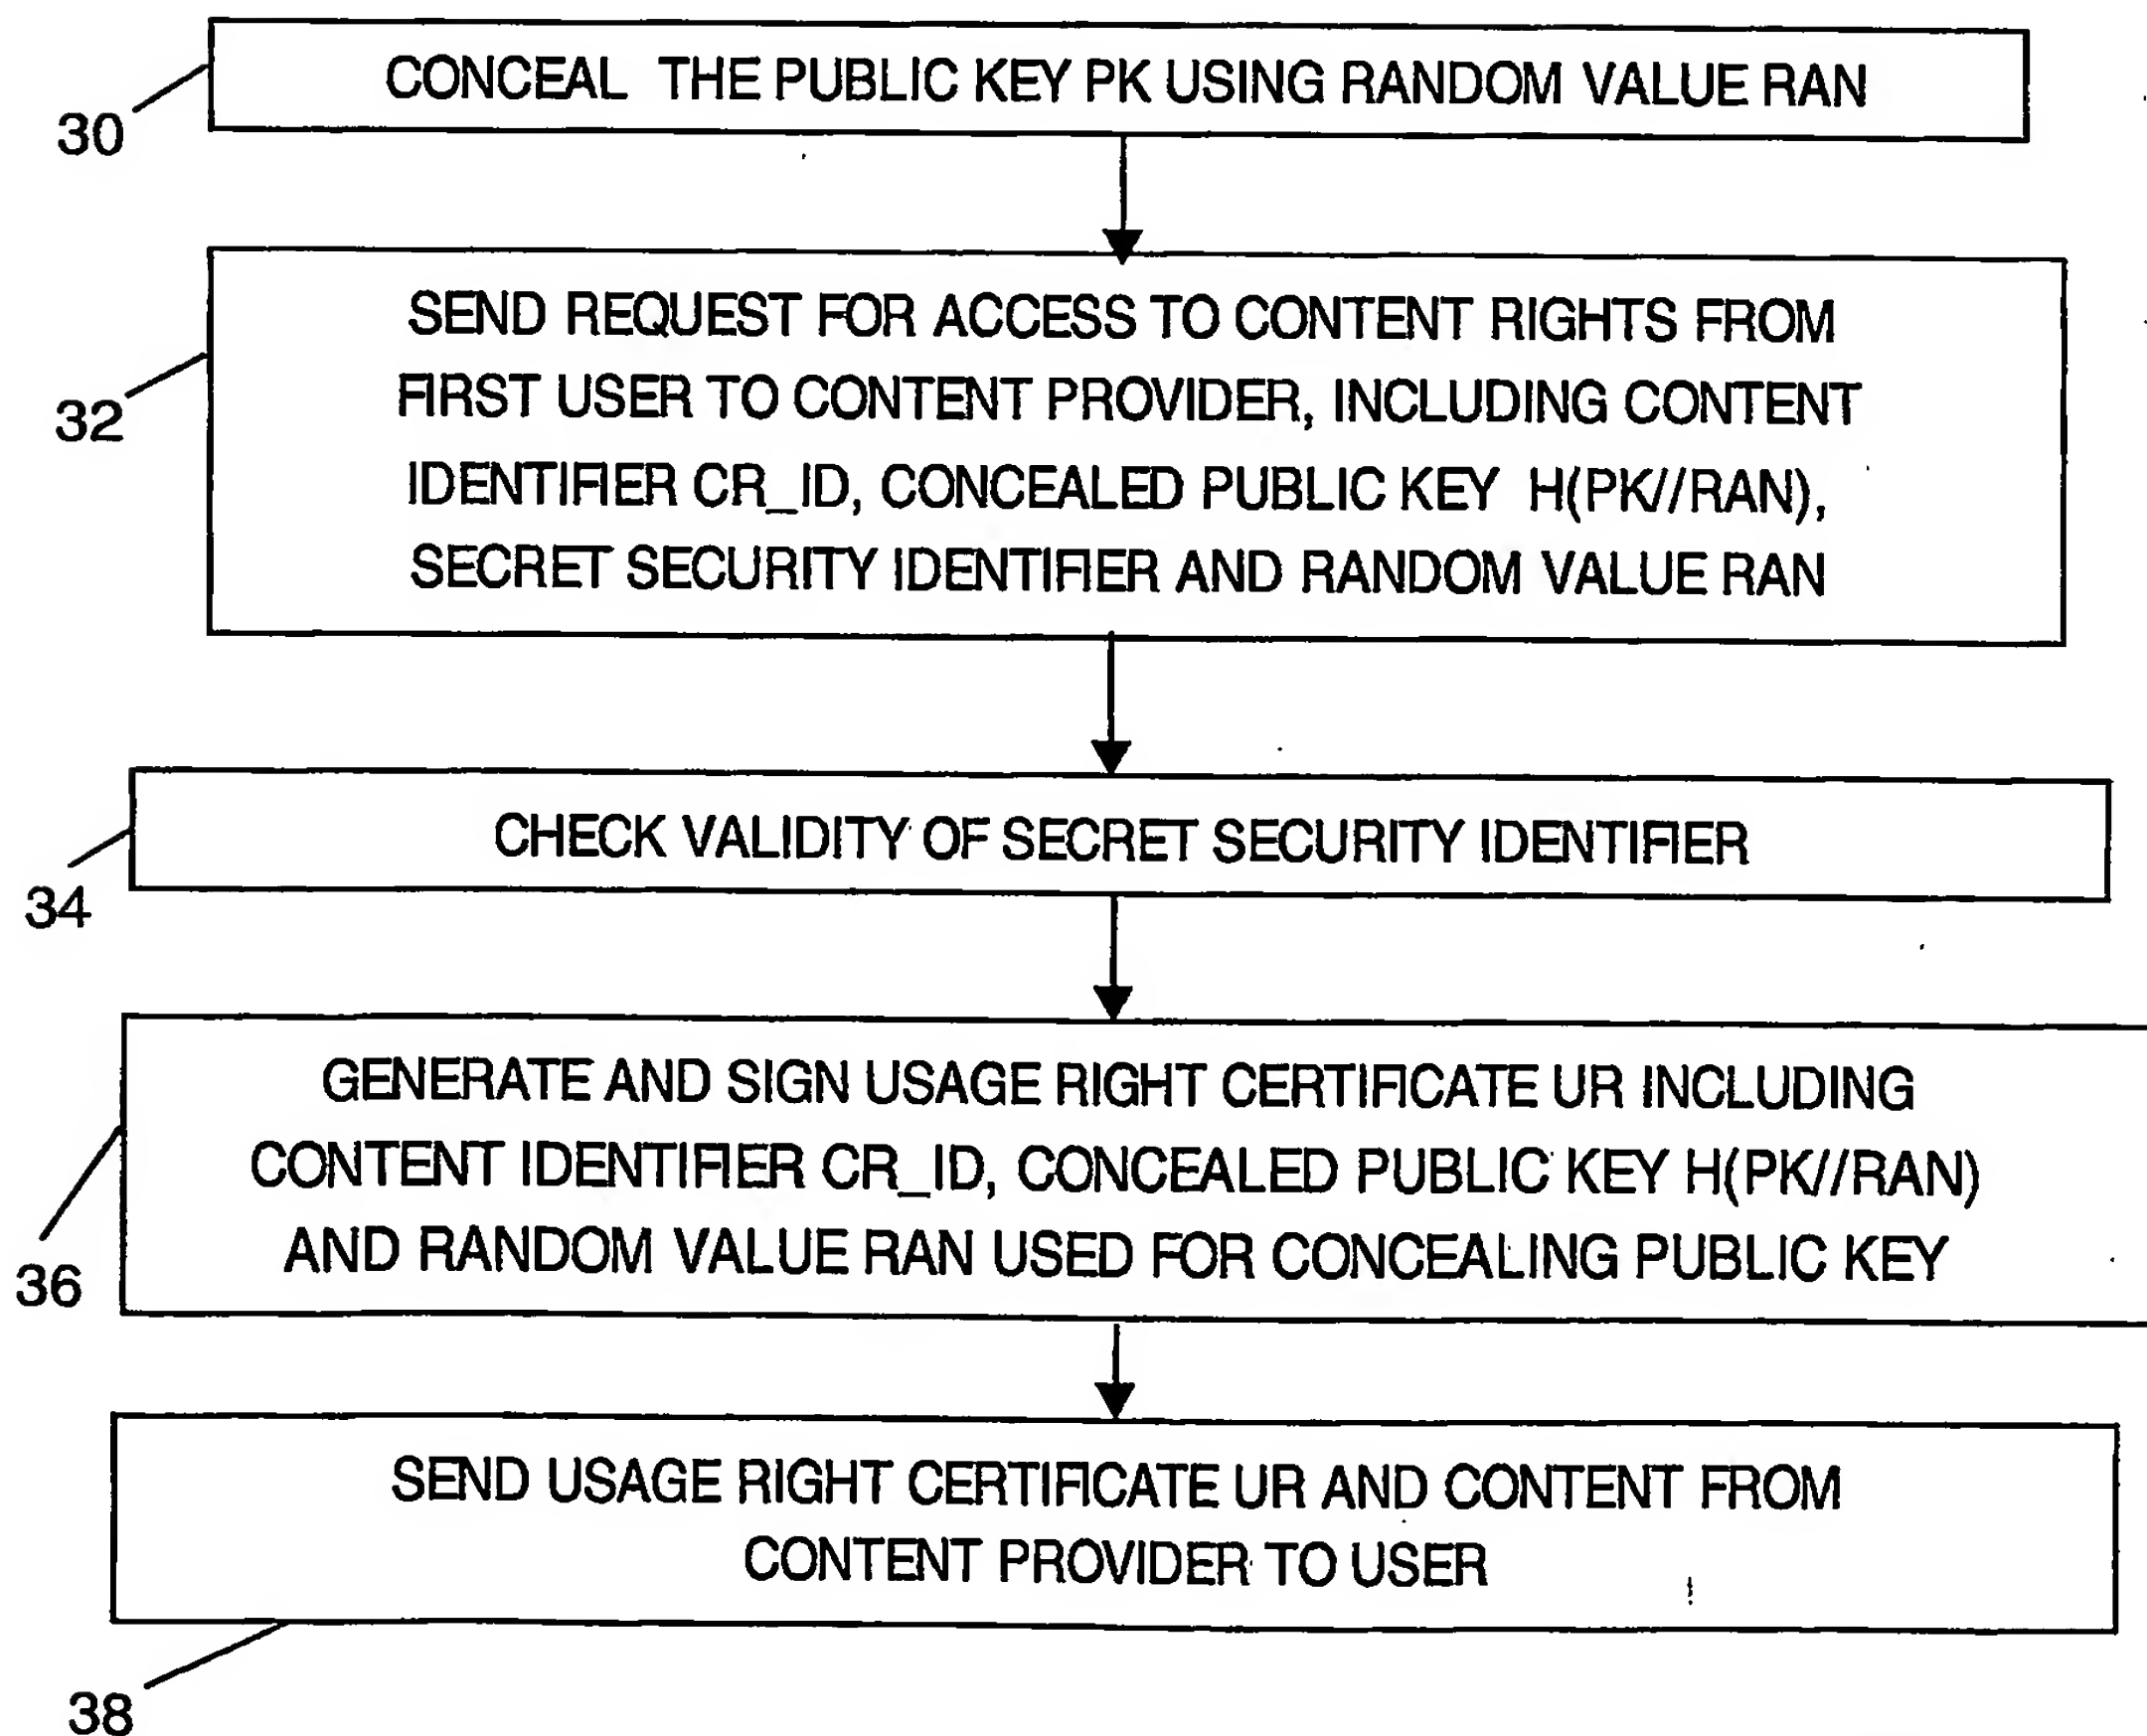 CONCEAL THE PUBLIC KEY PK USING RANDOM VALUE RAN
30
SEND REQUEST FOR ACCESS TO CONTENT RIGHTS FROM
FIRST USER TO CONTENT PROVIDER, INCLUDING CONTENT
IDENTIFIER CR_ID, CONCEALED PUBLIC KEY H(PK//RAN),
SECRET SECURITY IDENTIFIER AND RANDOM VALUE RAN
32
CHECK VALIDITY OF SECRET SECURITY IDENTIFIER
34
GENERATE AND SIGN USAGE RIGHT CERTIFICATE UR INCLUDING
CONTENT IDENTIFIER CR_ID, CONCEALED PUBLIC KEY H(PK//RAN)
AND RANDOM VALUE RAN USED FOR CONCEALING PUBLIC KEY
36
SEND USAGE RIGHT CERTIFICATE UR AND CONTENT FROM
CONTENT PROVIDER TO USER
38